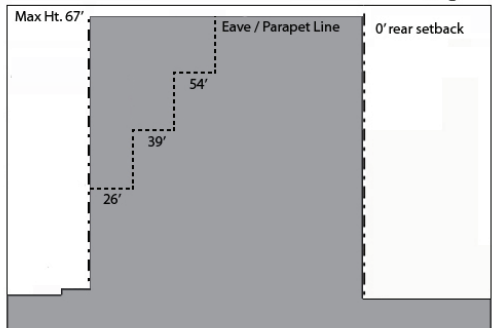 Max Ht. 67'
Eave / Parapet Line
0' rear setback
54'
39'
26'